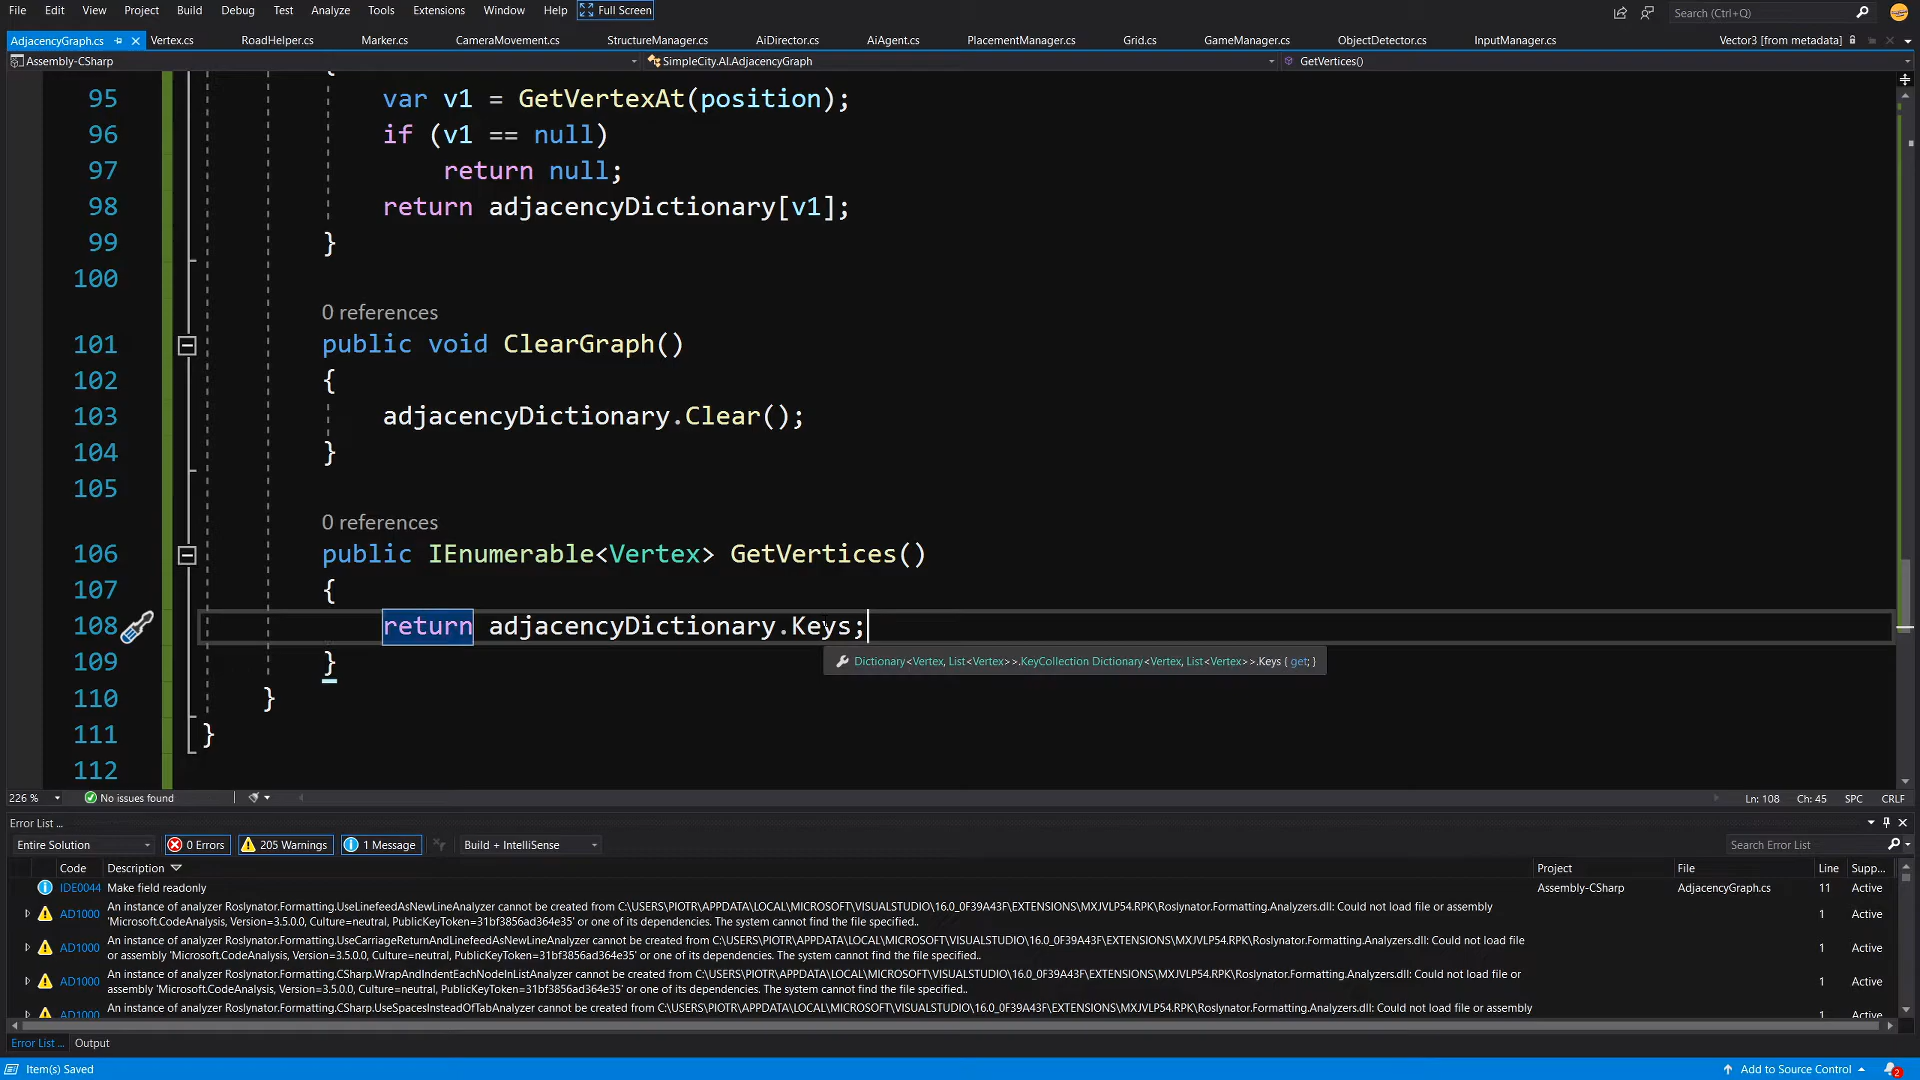 File Edit View Project Build Debug Test Analyze Tools Extensions Window Help Full Screen Search (Ctrl+Q)
AdjacencyGraph.cs Vertex.cs RoadHelper.cs Marker.cs CameraMovement.cs StructureManager.cs AiDirector.cs AiAgent.cs PlacementManager.cs Grid.cs GameManager.cs ObjectDetector.cs InputManager.cs Vector3 [from metadata]
Assembly-CSharp SimpleCity.AI.AdjacencyGraph GetVertices()
{
95 var v1 = GetVertexAt(position);
96 if (v1 == null)
97 return null;
98 return adjacencyDictionary[v1];
99 }
100
0 references
101 public void ClearGraph()
102 {
103 adjacencyDictionary.Clear();
104 }
105
0 references
106 public IEnumerable<Vertex> GetVertices()
107 {
108 return adjacencyDictionary.Keys;
109 }
Dictionary<Vertex, List<Vertex>>.KeyCollection Dictionary<Vertex, List<Vertex>>.Keys { get; }
110 }
111 }
112
226 % No issues found Ln: 108 Ch: 45 SPC CRLF
Error List ...
Entire Solution 0 Errors 205 Warnings 1 Message Build + IntelliSense Search Error List
Code Description Project File Line Supp...
IDE0044 Make field readonly Assembly-CSharp AdjacencyGraph.cs 11 Active
An instance of analyzer Roslynator.Formatting.UseLinefeedAsNewLineAnalyzer cannot be created from C:\USERS\PIOTR\APPDATA\LOCAL\MICROSOFT\VISUALSTUDIO\16.0_0F39A43F\EXTENSIONS\MXJVLP54.RPK\Roslynator.Formatting.Analyzers.dll: Could not load file or assembly
AD1000 'Microsoft.CodeAnalysis, Version=3.5.0.0, Culture=neutral, PublicKeyToken=31bf3856ad364e35' or one of its dependencies. The system cannot find the file specified.. 1 Active
An instance of analyzer Roslynator.Formatting.UseCarriageReturnAndLinefeedAsNewLineAnalyzer cannot be created from C:\USERS\PIOTR\APPDATA\LOCAL\MICROSOFT\VISUALSTUDIO\16.0_0F39A43F\EXTENSIONS\MXJVLP54.RPK\Roslynator.Formatting.Analyzers.dll: Could not load file
AD1000 or assembly 'Microsoft.CodeAnalysis, Version=3.5.0.0, Culture=neutral, PublicKeyToken=31bf3856ad364e35' or one of its dependencies. The system cannot find the file specified.. 1 Active
An instance of analyzer Roslynator.Formatting.CSharp.WrapAndIndentEachNodeInListAnalyzer cannot be created from C:\USERS\PIOTR\APPDATA\LOCAL\MICROSOFT\VISUALSTUDIO\16.0_0F39A43F\EXTENSIONS\MXJVLP54.RPK\Roslynator.Formatting.Analyzers.dll: Could not load file or
AD1000 assembly 'Microsoft.CodeAnalysis, Version=3.5.0.0, Culture=neutral, PublicKeyToken=31bf3856ad364e35' or one of its dependencies. The system cannot find the file specified.. 1 Active
An instance of analyzer Roslynator.Formatting.CSharp.UseSpacesInsteadOfTabAnalyzer cannot be created from C:\USERS\PIOTR\APPDATA\LOCAL\MICROSOFT\VISUALSTUDIO\16.0_0F39A43F\EXTENSIONS\MXJVLP54.RPK\Roslynator.Formatting.Analyzers.dll: Could not load file or assembly
AD1000 1 Active
Error List ... Output
Item(s) Saved Add to Source Control 2